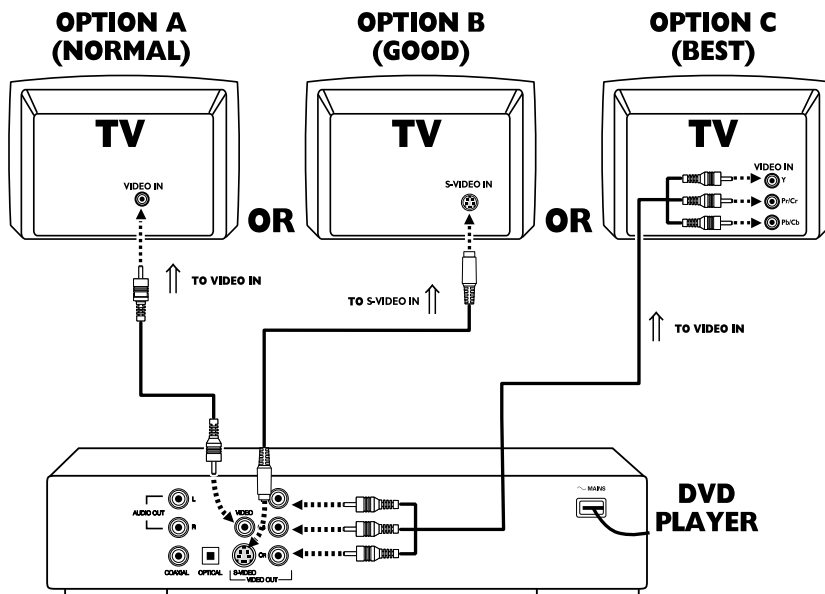 OPTION A
(NORMAL)
OPTION B
(GOOD)
OPTION C
(BEST)
TV
VIDEO IN
TV
S-VIDEO IN
TV
VIDEO IN
Y
Pr/Cr
Pb/Cb
OR
OR
TO VIDEO IN
TO S-VIDEO IN
TO VIDEO IN
AUDIO OUT
L
R
COAXIAL
OPTICAL
VIDEO
S-VIDEO
OR
VIDEO OUT
~ MAINS
DVD
PLAYER